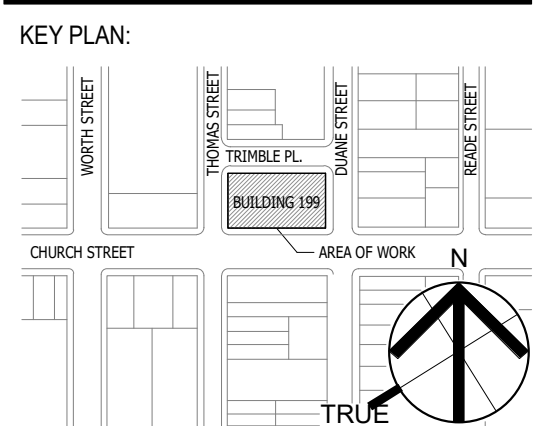 KEY PLAN:
WORTH STREET
THOMAS STREET
DUANE STREET
READE STREET
TRIMBLE PL.
BUILDING 199
CHURCH STREET
AREA OF WORK
N
TRUE